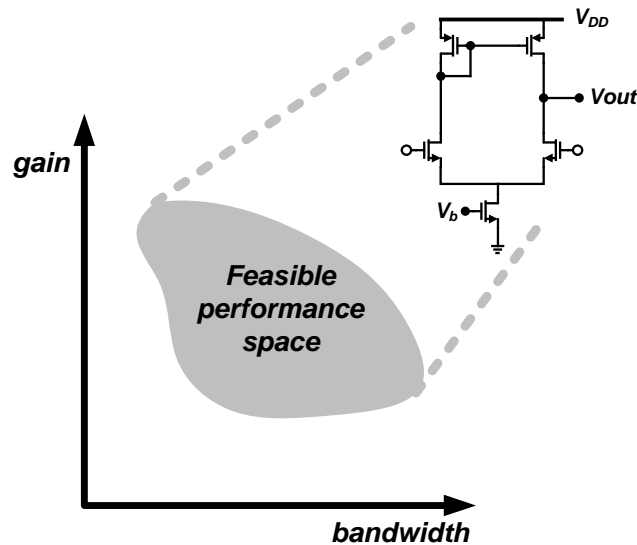 V_DD
Vout
gain
V_b
Feasible
performance
space
bandwidth